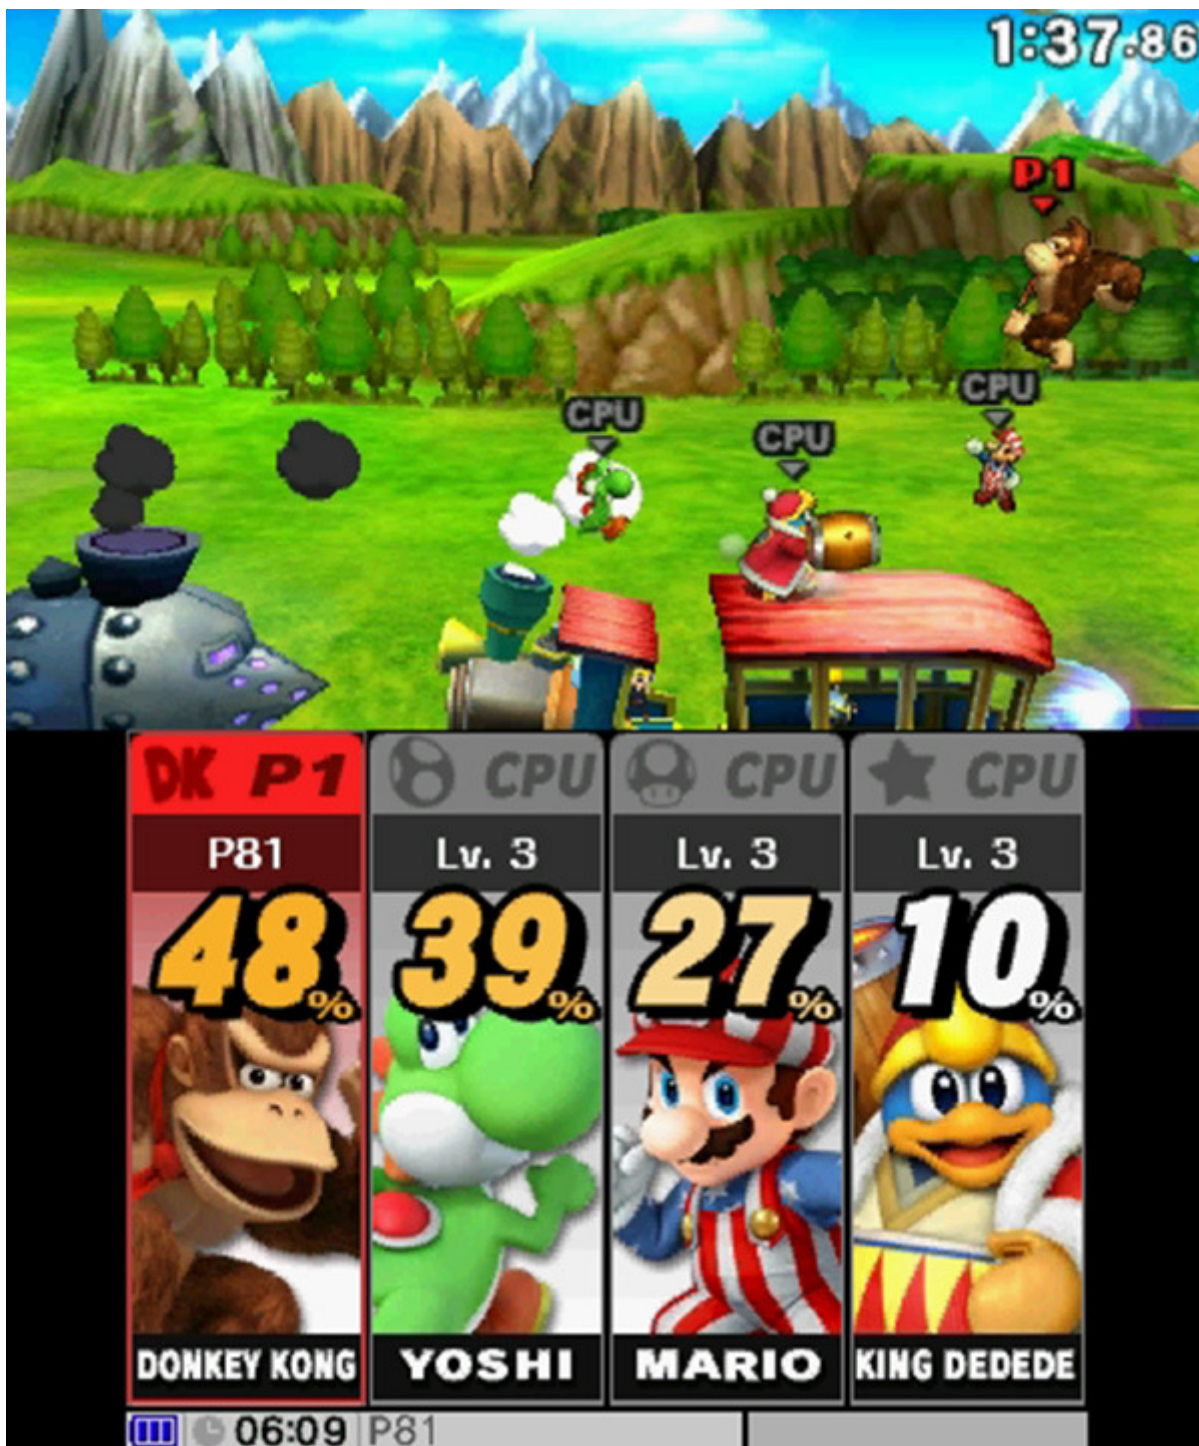 1:37.86
P1
CPU
CPU
CPU
DK P1
CPU
CPU
CPU
P81
Lv. 3
Lv. 3
Lv. 3
48%
39%
27%
10%
DONKEY KONG
YOSHI
MARIO
KING DEDEDE
06:09
P81